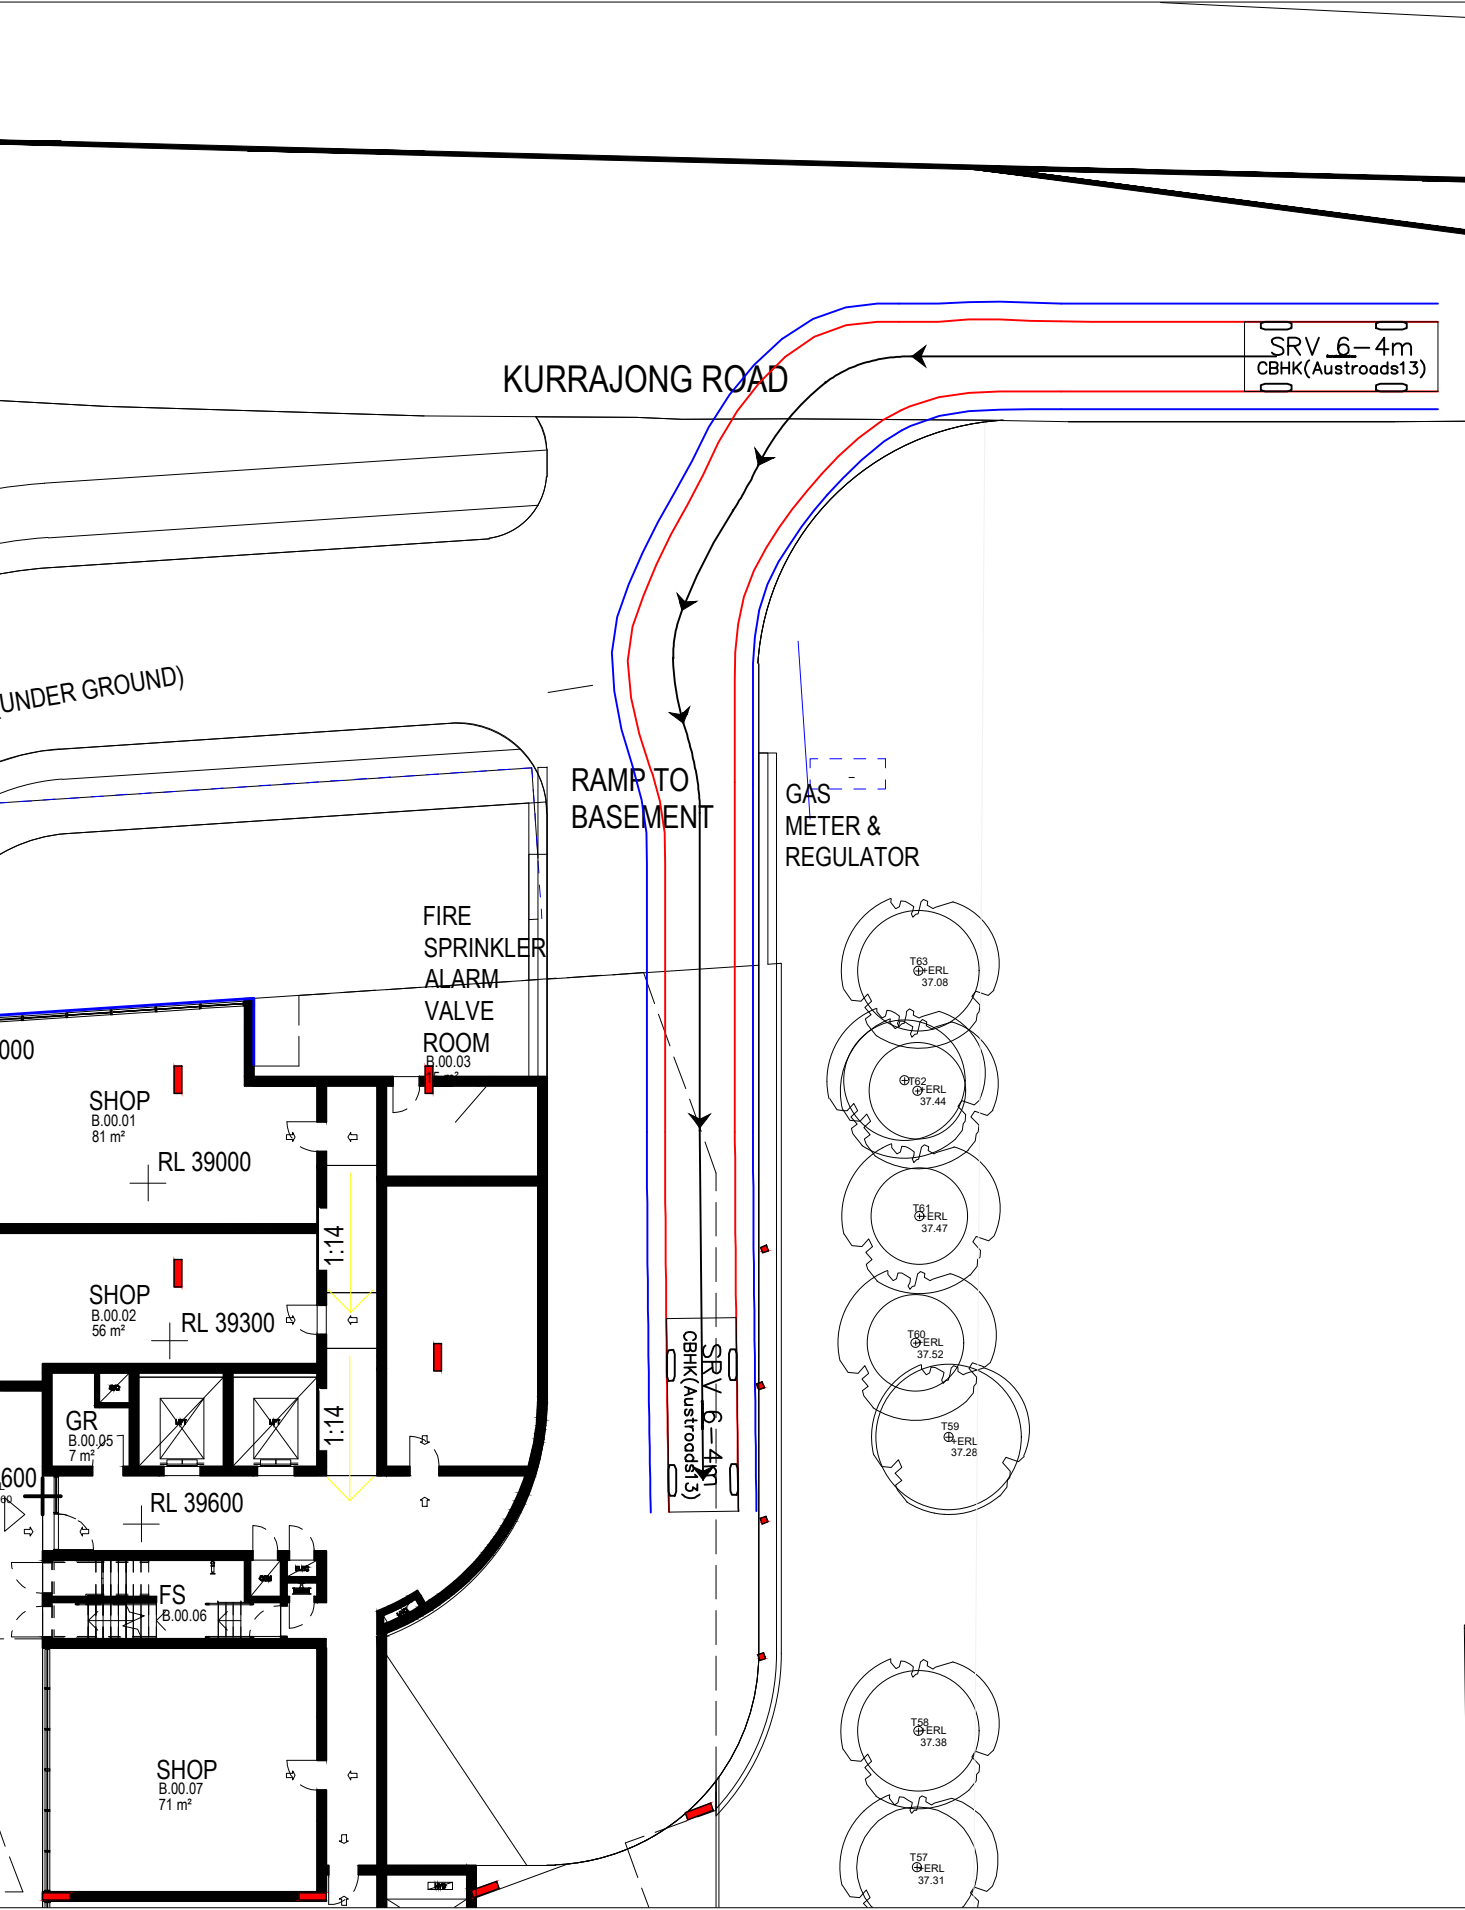 SRV 6-4m
CBHK(Austroads13)
KURRAJONG ROAD
(UNDER GROUND)
RAMP TO
BASEMENT
GAS
METER &
REGULATOR
FIRE
SPRINKLER
ALARM
VALVE
ROOM
B.00.03
T63
ERL
37.08
000
SHOP
B.00.01
81 m²
RL 39000
T62
ERL
37.44
T61
ERL
37.47
1:14
SHOP
B.00.02
56 m²
RL 39300
T60
ERL
37.52
SRV 6-4m
CBHK(Austroads13)
GR
B.00.05
7 m²
LIFT
LIFT
1:14
T59
ERL
37.28
600
RL 39600
FS
B.00.06
T58
ERL
37.38
SHOP
B.00.07
71 m²
T57
ERL
37.31